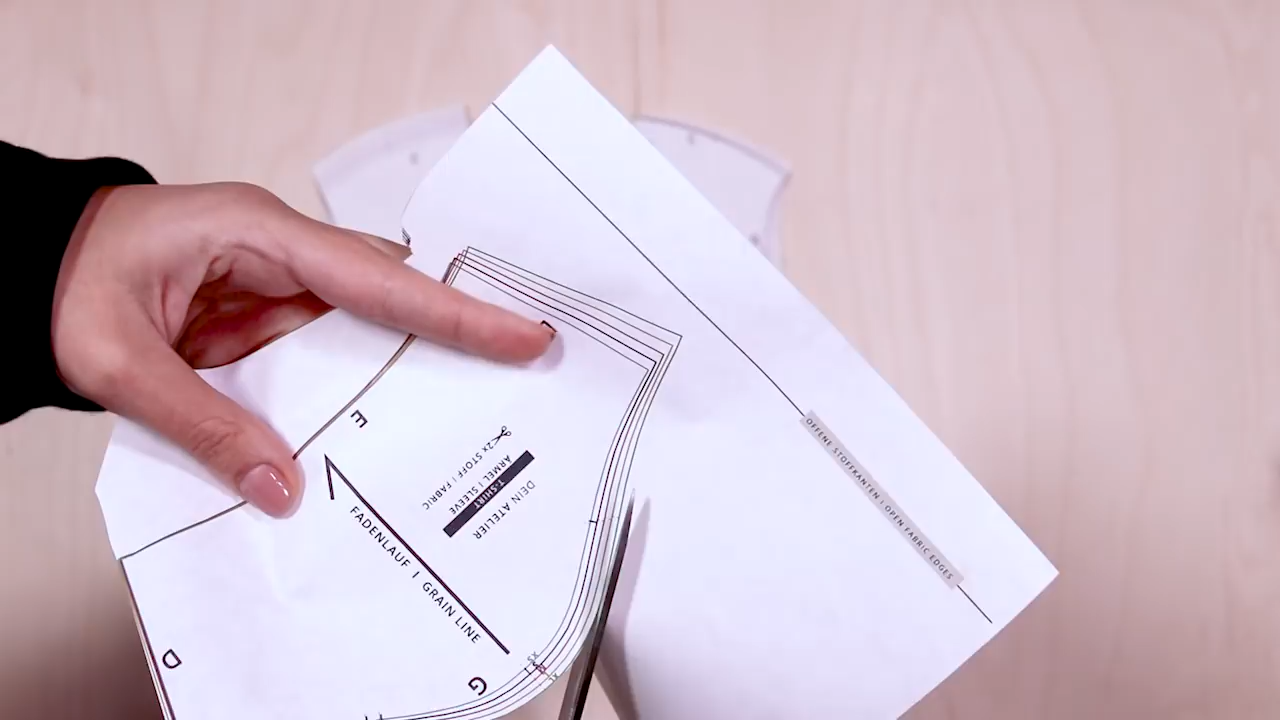 E
2x STOFF | FABRIC
ÄRMEL | SLEEVE
T-SHIRT
DEIN ATELIER
FADENLAUF | GRAIN LINE
D
G
OFFENE STOFFKANTEN | OPEN FABRIC EDGES